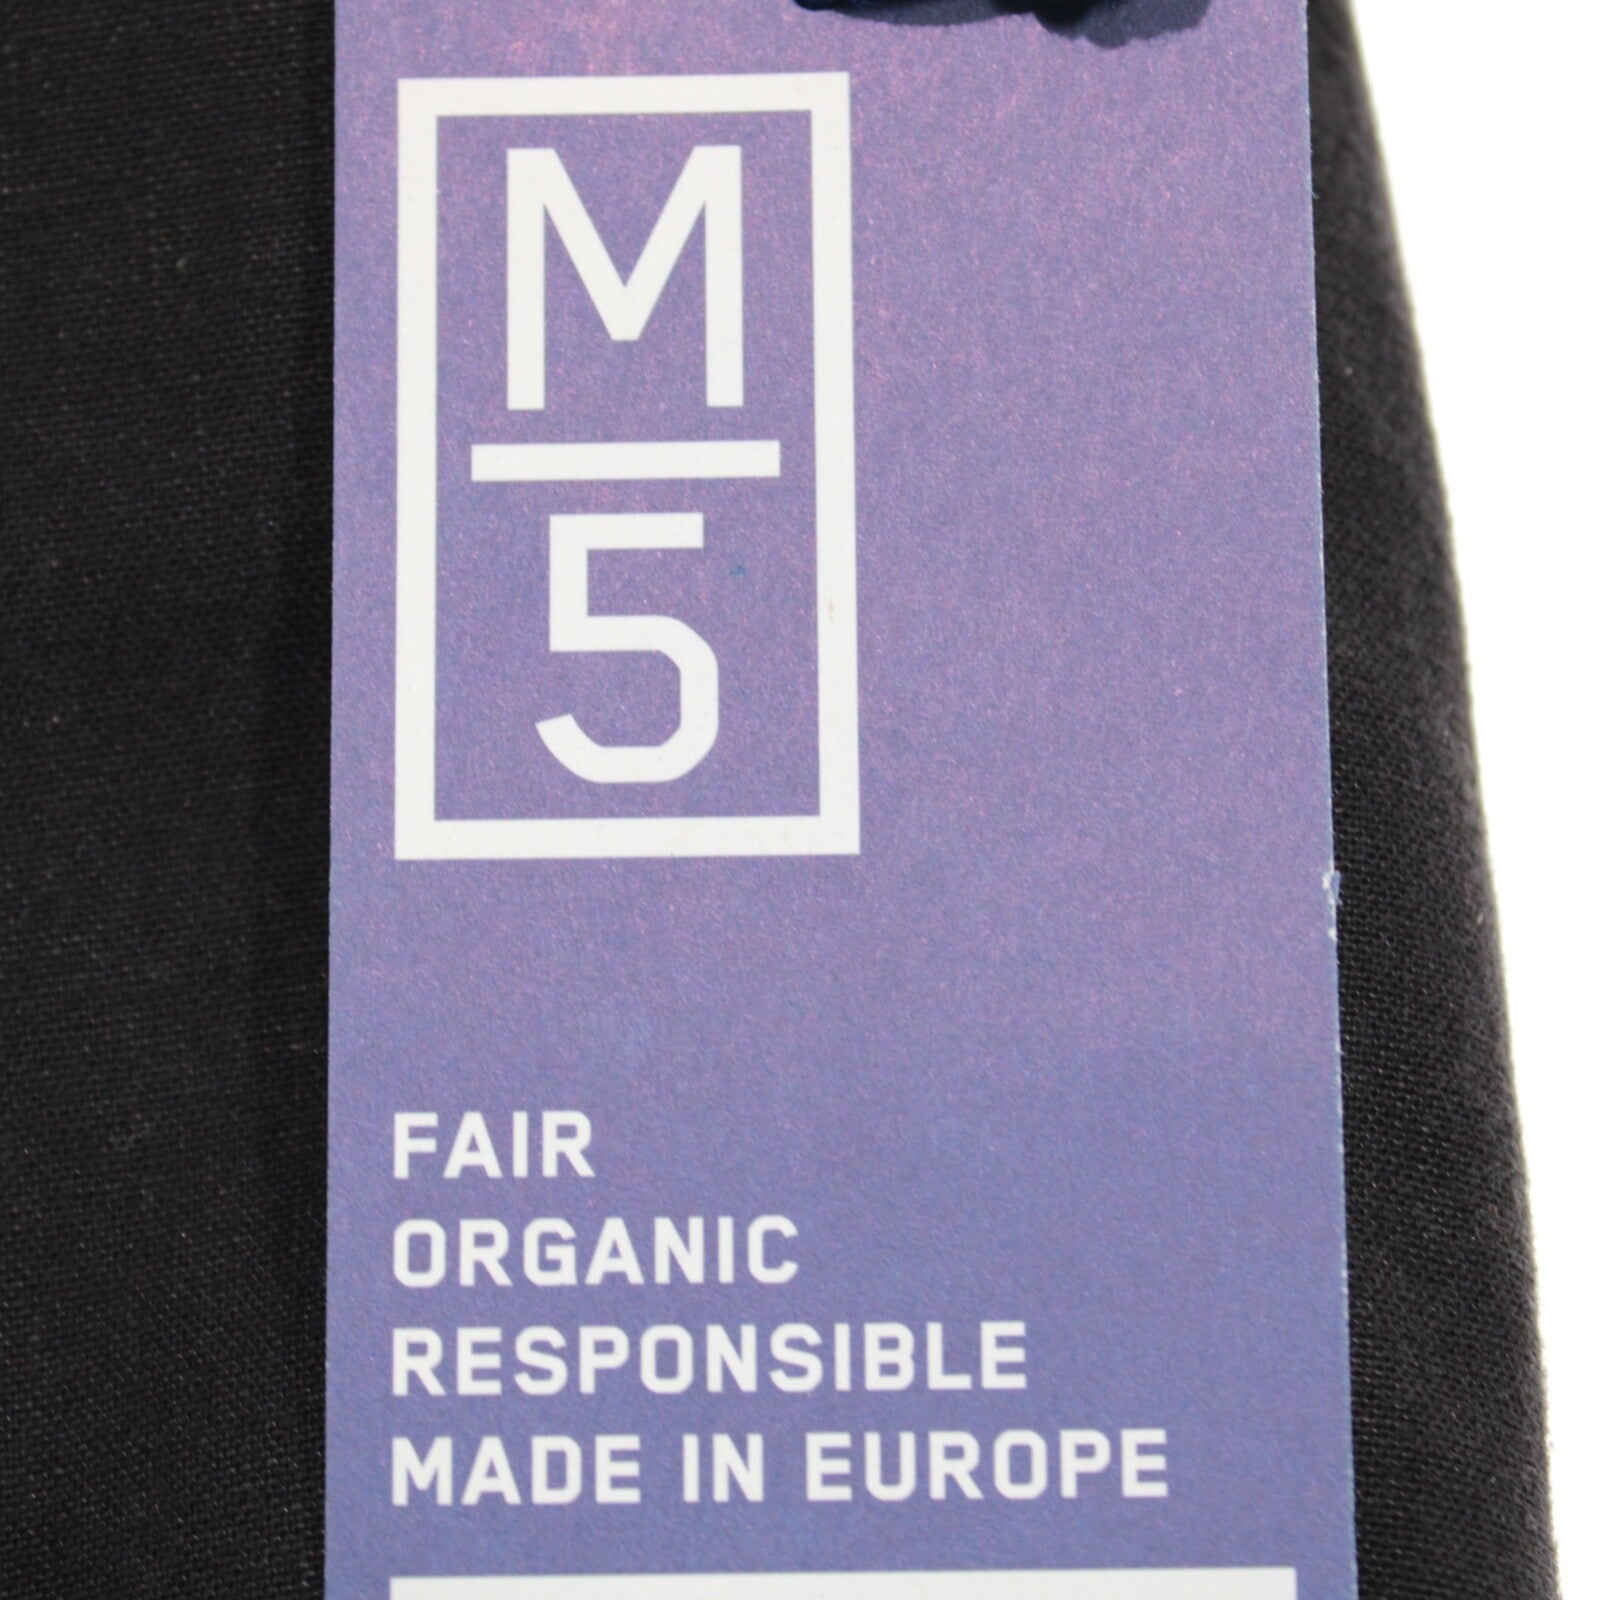 M
5
FAIR
ORGANIC
RESPONSIBLE
MADE IN EUROPE